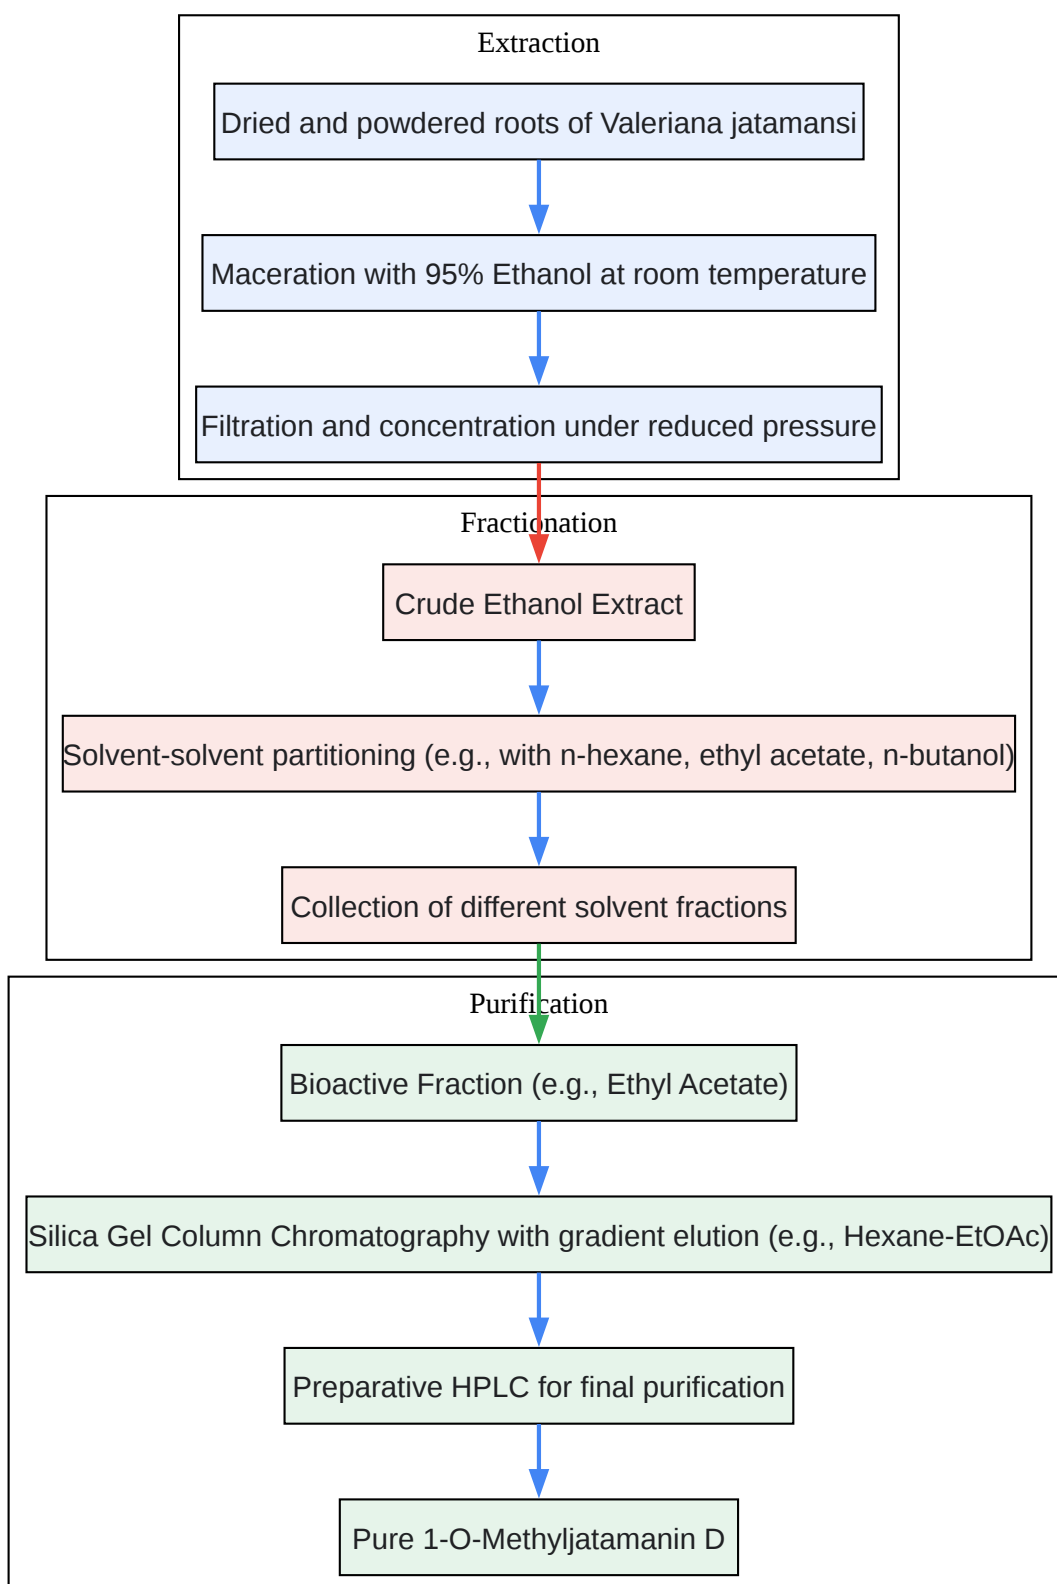 Extraction
Dried and powdered roots of Valeriana jatamansi
Maceration with 95% Ethanol at room temperature
Filtration and concentration under reduced pressure
Fractionation
Crude Ethanol Extract
Solvent-solvent partitioning (e.g., with n-hexane, ethyl acetate, n-butanol)
Collection of different solvent fractions
Purification
Bioactive Fraction (e.g., Ethyl Acetate)
Silica Gel Column Chromatography with gradient elution (e.g., Hexane-EtOAc)
Preparative HPLC for final purification
Pure 1-O-Methyljatamanin D